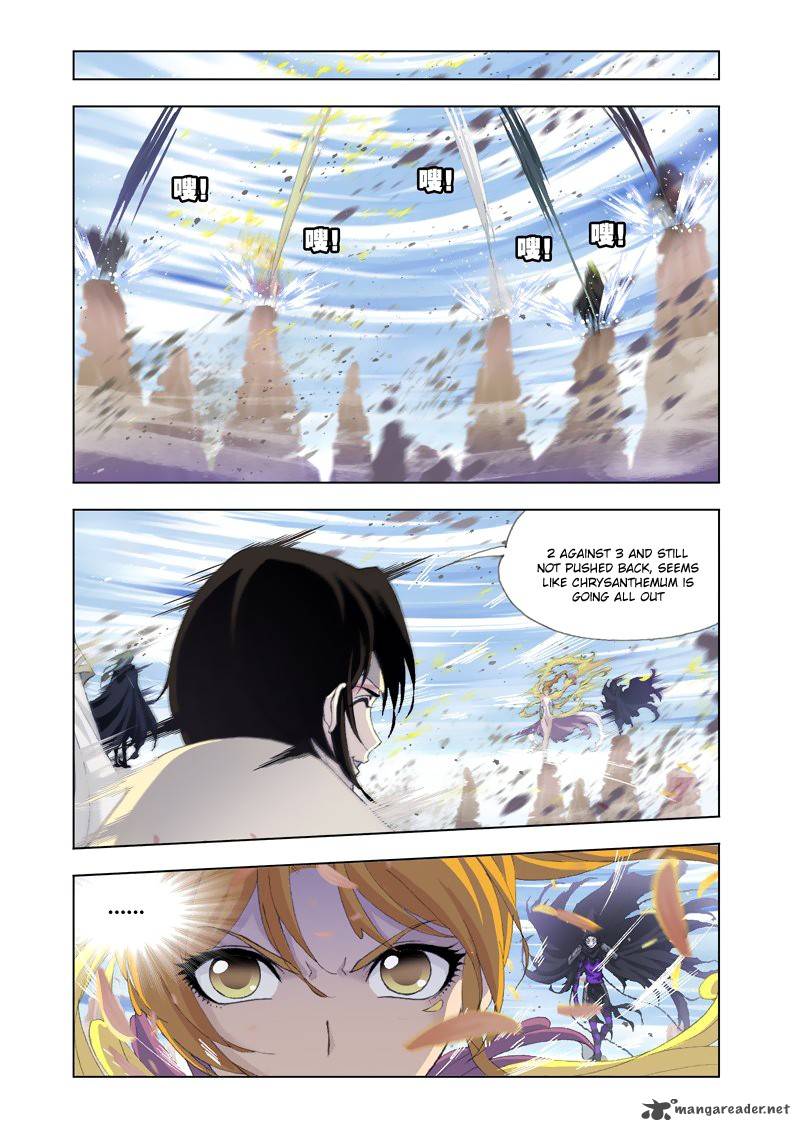 嗖!
嗖!
嗖!
嗖!
嗖!
2 AGAINST 3 AND STILL
NOT PUSHED BACK, SEEMS
LIKE CHRYSANTHEMUM IS
GOING ALL OUT
......
mangareader.net